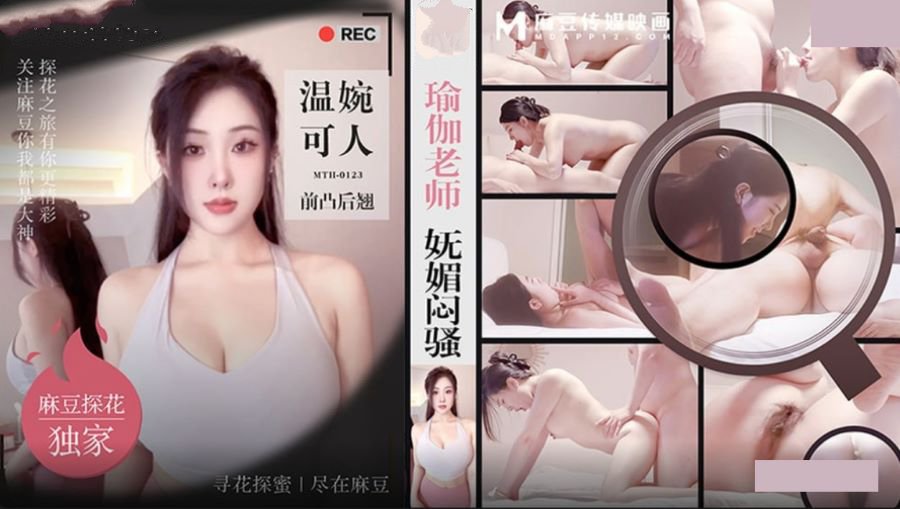 REC
温婉
可人
MTH-0123
前凸后翘
探花之旅有你更精彩
关注麻豆你我都是大神
麻豆探花
独家
寻花探蜜|尽在麻豆
瑜伽老师
妩媚闷骚
麻豆传媒映画
MDAPP12.COM